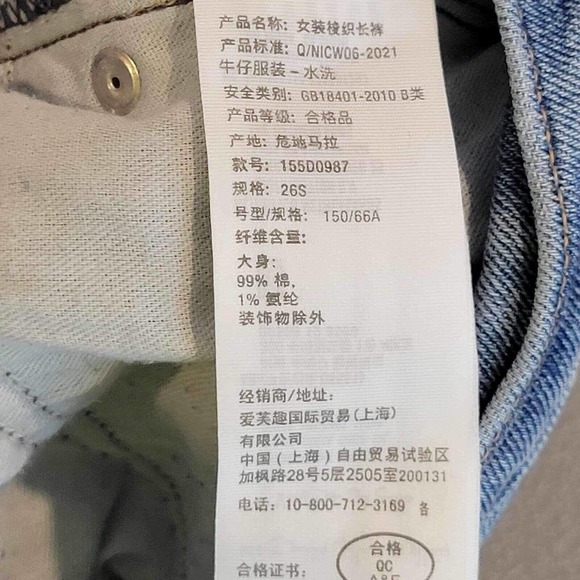 产品名称: 女装梭织长裤
产品标准: Q/NICW06-2021
牛仔服装－水洗
安全类别: GB18401-2010 B类
产品等级: 合格品
产地: 危地马拉
款号: 155D0987
规格: 26S
号型/规格: 150/66A
纤维含量:
大身:
99% 棉,
1% 氨纶
装饰物除外
经销商/地址:
爱芙趣国际贸易(上海)
有限公司
中国（上海）自由贸易试验区
加枫路28号5层2505室200131
电话: 10-800-712-3169
合格证书:
合格
QC
A&F